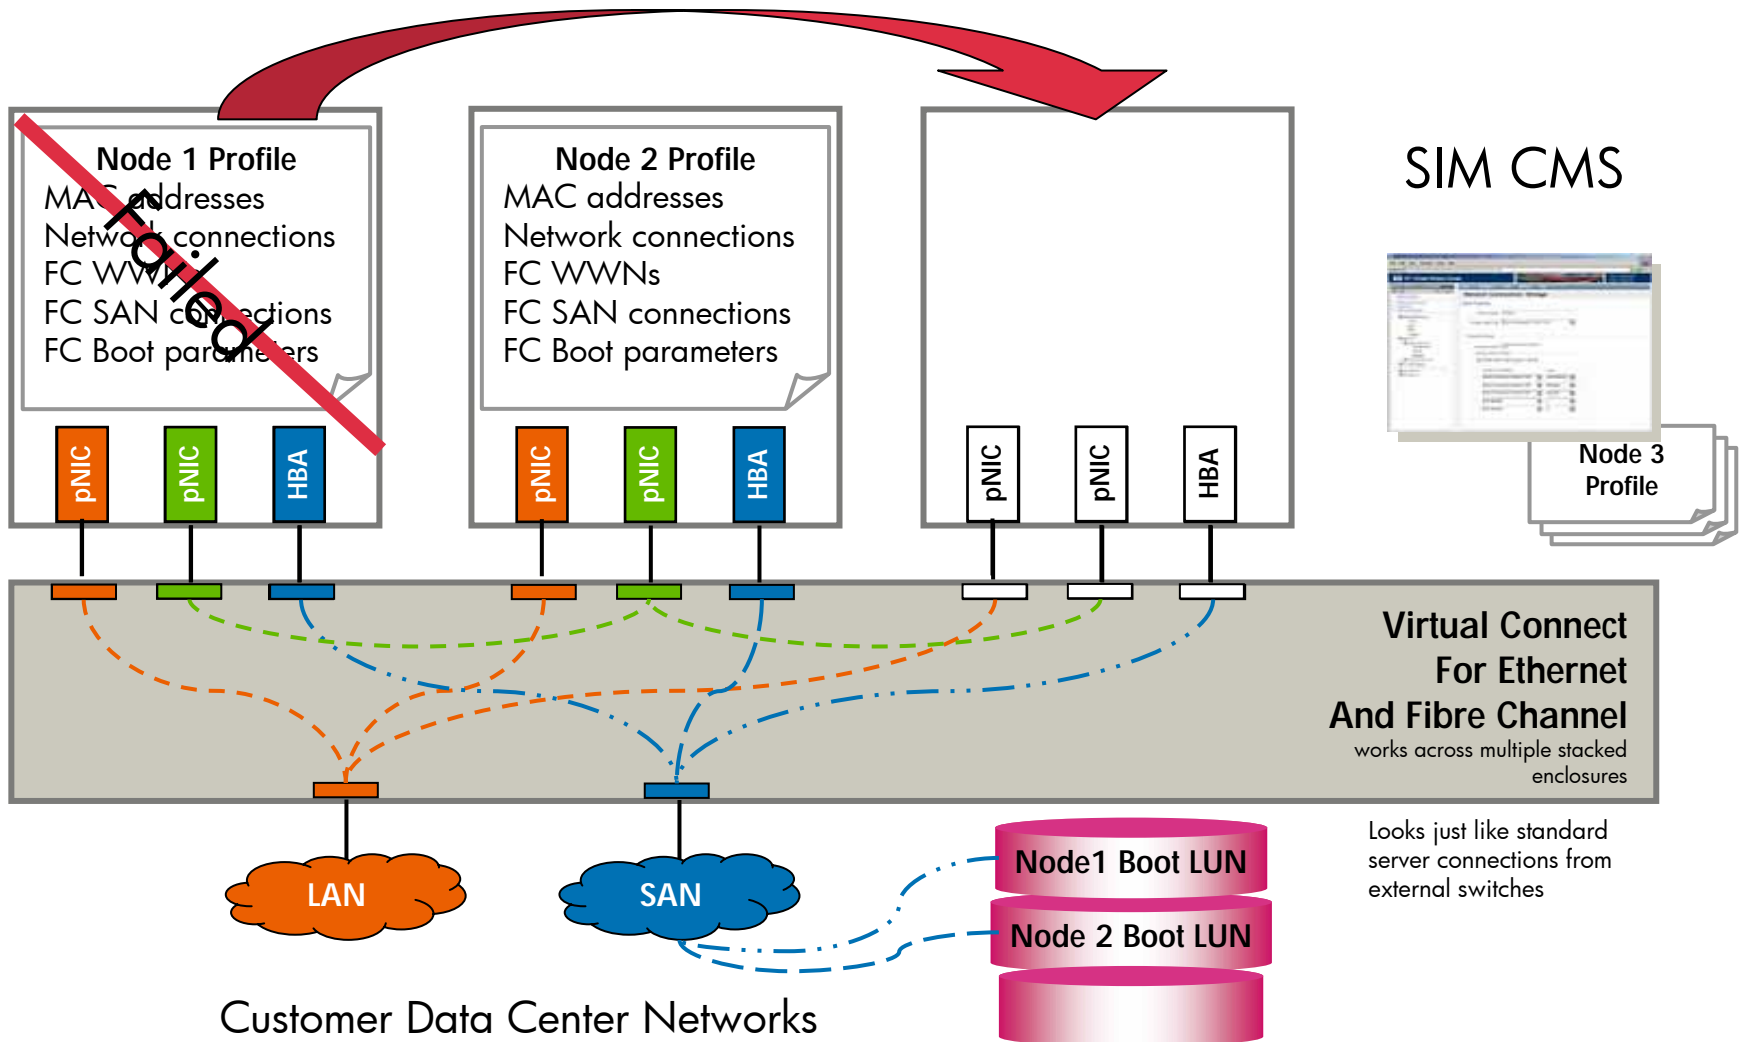 Node 1 Profile
MAC addresses
Network connections
FC WWNs
FC SAN connections
FC Boot parameters
Failed
pNIC
pNIC
HBA
Node 2 Profile
MAC addresses
Network connections
FC WWNs
FC SAN connections
FC Boot parameters
pNIC
pNIC
HBA
pNIC
pNIC
HBA
SIM CMS
Node 3
Profile
Virtual Connect
For Ethernet
And Fibre Channel
works across multiple stacked
enclosures
Looks just like standard
server connections from
external switches
LAN
SAN
Node1 Boot LUN
Node 2 Boot LUN
Customer Data Center Networks